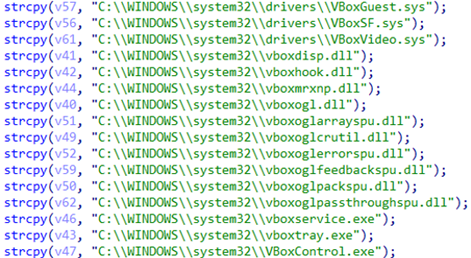 strcpy(v57, "C:\\WINDOWS\\system32\\drivers\\VBoxGuest.sys");
strcpy(v56, "C:\\WINDOWS\\system32\\drivers\\VBoxSF.sys");
strcpy(v61, "C:\\WINDOWS\\system32\\drivers\\VBoxVideo.sys");
strcpy(v41, "C:\\WINDOWS\\system32\\vboxdisp.dll");
strcpy(v42, "C:\\WINDOWS\\system32\\vboxhook.dll");
strcpy(v44, "C:\\WINDOWS\\system32\\vboxmrxnp.dll");
strcpy(v40, "C:\\WINDOWS\\system32\\vboxogl.dll");
strcpy(v51, "C:\\WINDOWS\\system32\\vboxoglarrayspu.dll");
strcpy(v49, "C:\\WINDOWS\\system32\\vboxoglcrutil.dll");
strcpy(v52, "C:\\WINDOWS\\system32\\vboxoglerrorspu.dll");
strcpy(v59, "C:\\WINDOWS\\system32\\vboxoglfeedbackspu.dll");
strcpy(v50, "C:\\WINDOWS\\system32\\vboxoglpackspu.dll");
strcpy(v62, "C:\\WINDOWS\\system32\\vboxoglpassthroughspu.dll");
strcpy(v46, "C:\\WINDOWS\\system32\\vboxservice.exe");
strcpy(v43, "C:\\WINDOWS\\system32\\vboxtray.exe");
strcpy(v47, "C:\\WINDOWS\\system32\\VBoxControl.exe");